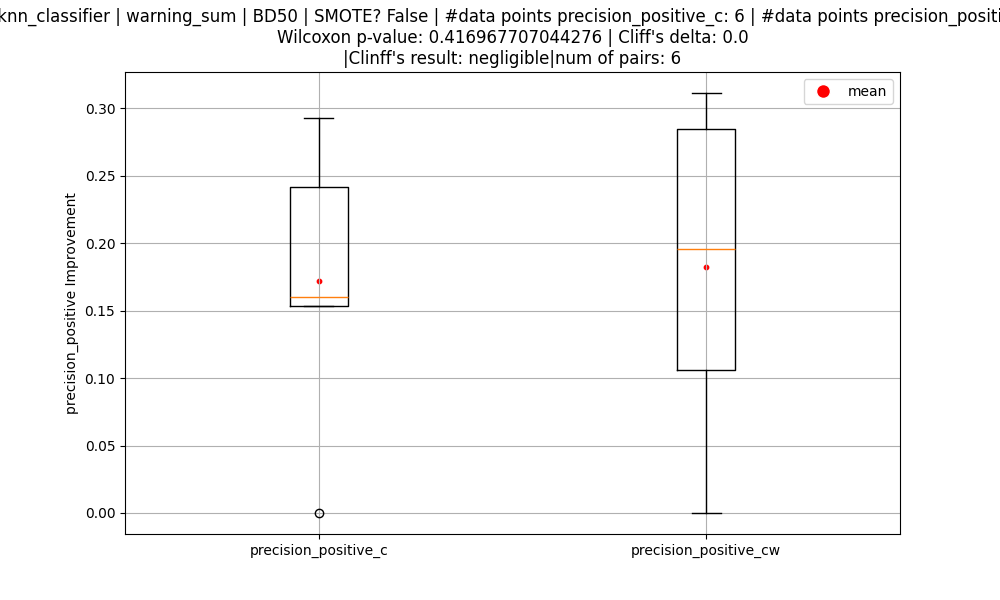 knn_classifier | warning_sum | BD50 | SMOTE? False | #data points precision_positive_c: 6 | #data points
Wilcoxon p-value: 0.416967707044276 | Cliff's delta: 0.0
|Clinff's result: negligible|num of pairs: 6
mean
precision_positive Improvement
0.30
0.25
0.20
0.15
0.10
0.05
0.00
precision_positive_c
precision_positive_cw